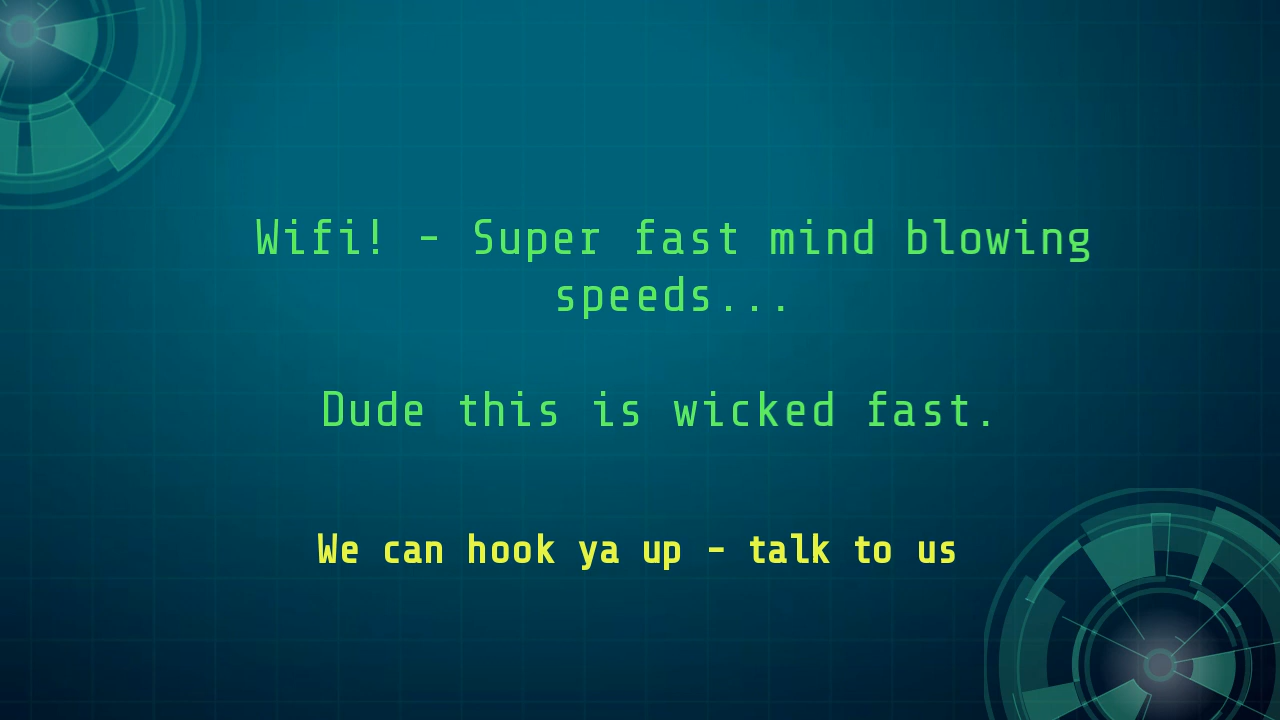 Wifi! - Super fast mind blowing
speeds...
Dude this is wicked fast.
We can hook ya up - talk to us